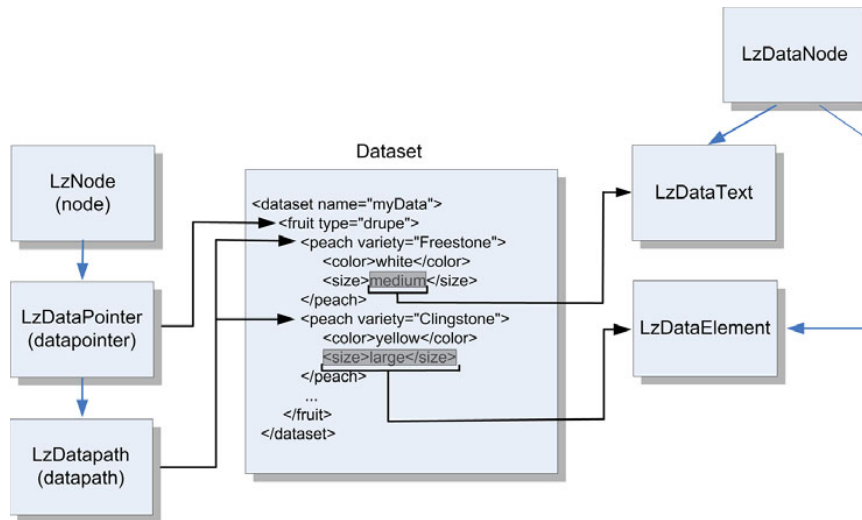 LzDataNode
Dataset
LzNode
(node)
LzDataText
<dataset name="myData">
<fruit type="drupe">
<peach variety="Freestone">
<color>white</color>
<size>medium</size>
</peach>
<peach variety="Clingstone">
<color>yellow</color>
<size>large</size>
</peach>
...
</fruit>
</dataset>
LzDataPointer
(datapointer)
LzDataElement
LzDatapath
(datapath)